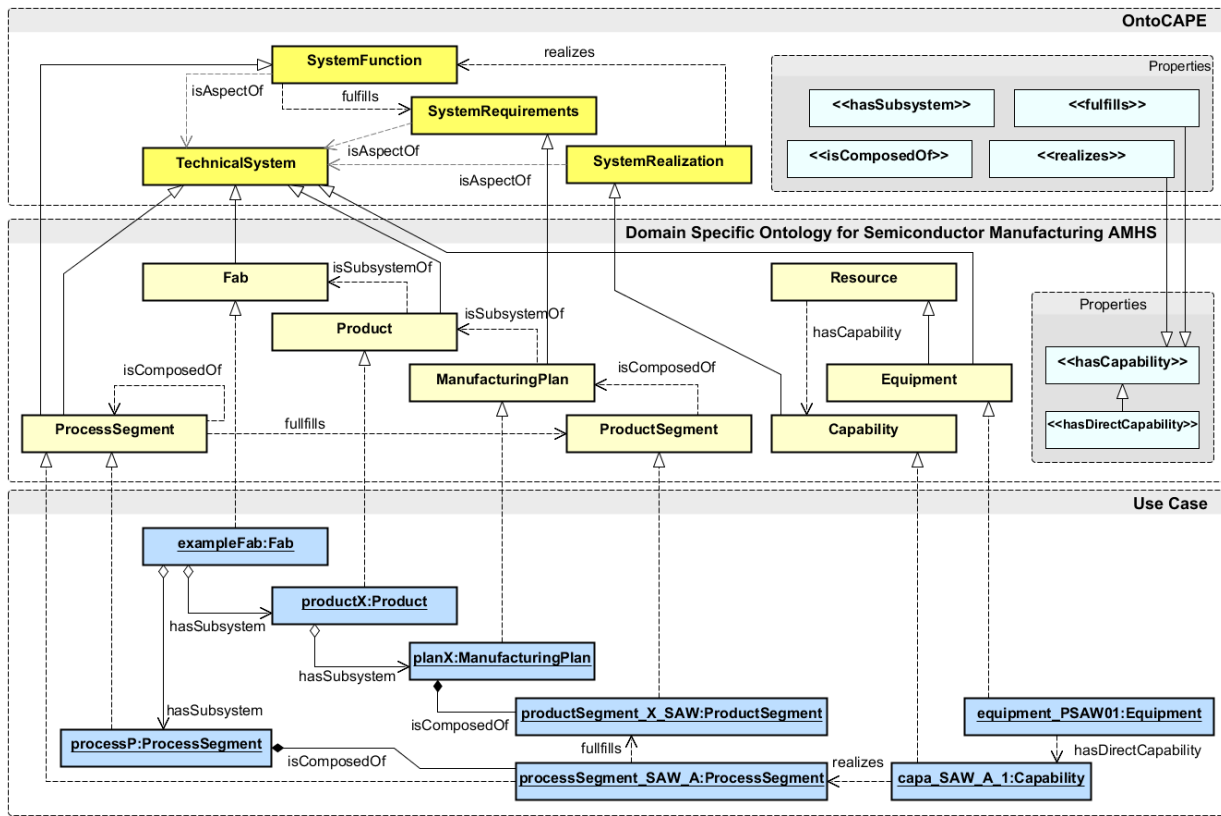 OntoCAPE
SystemFunction
realizes
Properties
isAspectOf
fulfills
SystemRequirements
<<hasSubsystem>>
<<fulfills>>
TechnicalSystem
isAspectOf
SystemRealization
<<isComposedOf>>
<<realizes>>
isAspectOf
Domain Specific Ontology for Semiconductor Manufacturing AMHS
Fab
isSubsystemOf
Resource
Product
isSubsystemOf
hasCapability
Properties
isComposedOf
ManufacturingPlan
isComposedOf
Equipment
<<hasCapability>>
ProcessSegment
fullfills
ProductSegment
Capability
<<hasDirectCapability>>
Use Case
exampleFab:Fab
productX:Product
hasSubsystem
planX:ManufacturingPlan
hasSubsystem
hasSubsystem
isComposedOf
productSegment_X_SAW:ProductSegment
equipment_PSAW01:Equipment
processP:ProcessSegment
isComposedOf
fullfills
hasDirectCapability
processSegment_SAW_A:ProcessSegment
realizes
capa_SAW_A_1:Capability